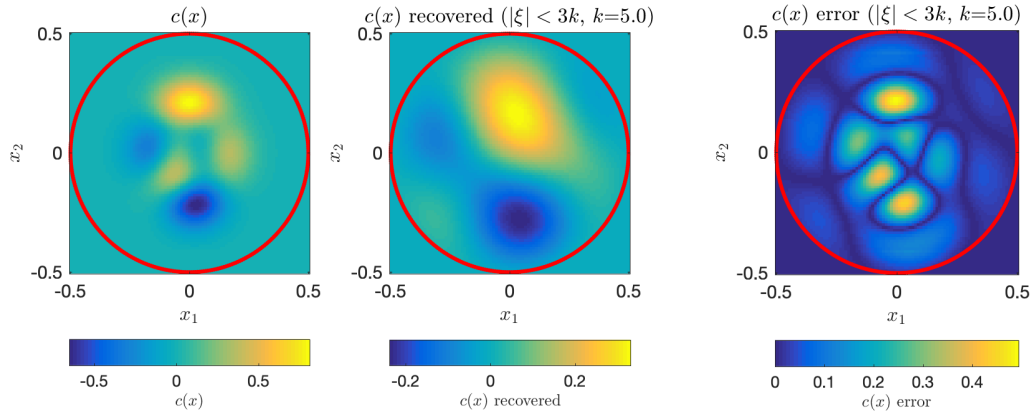 c(x)
c(x) recovered (|ξ| < 3k, k=5.0)
c(x) error (|ξ| < 3k, k=5.0)
0.5
0.5
0.5
x₂
0
x₂
0
x₂
0
-0.5
-0.5
-0.5
-0.5 0 0.5
-0.5 0 0.5
-0.5 0 0.5
x₁
x₁
x₁
-0.5 0 0.5
-0.2 0 0.2
0 0.1 0.2 0.3 0.4
c(x)
c(x) recovered
c(x) error